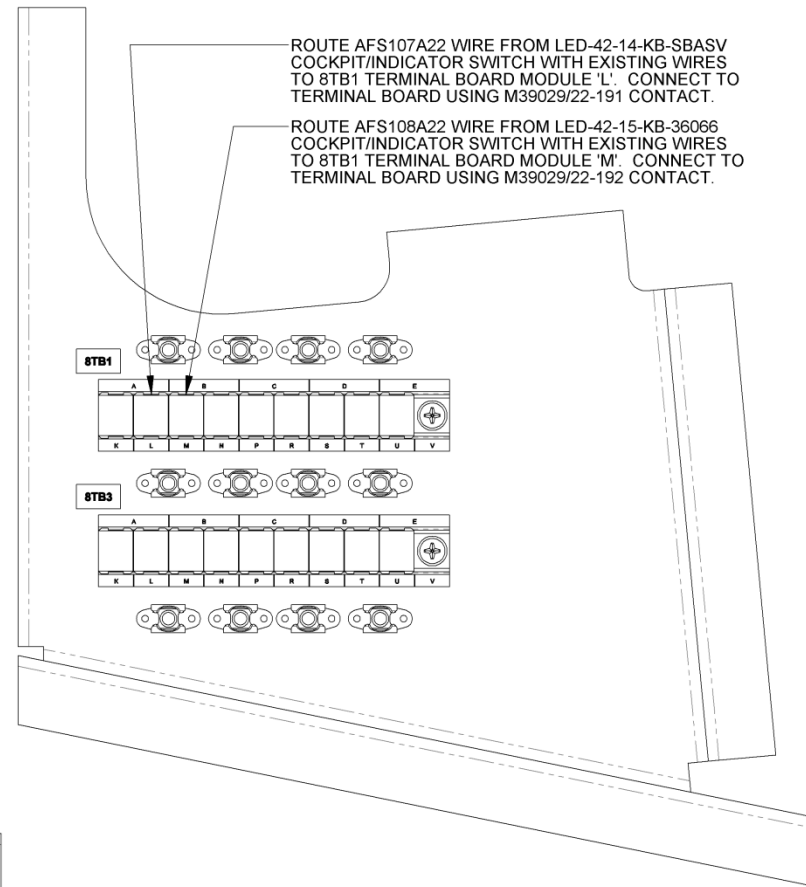 ROUTE AFS107A22 WIRE FROM LED-42-14-KB-SBASV
COCKPIT/INDICATOR SWITCH WITH EXISTING WIRES
TO 8TB1 TERMINAL BOARD MODULE 'L'.  CONNECT TO
TERMINAL BOARD USING M39029/22-191 CONTACT.
ROUTE AFS108A22 WIRE FROM LED-42-15-KB-36066
COCKPIT/INDICATOR SWITCH WITH EXISTING WIRES
TO 8TB1 TERMINAL BOARD MODULE 'M'.  CONNECT TO
TERMINAL BOARD USING M39029/22-192 CONTACT.
8TB1
A B C D E
K L M N P R S T U V
8TB3
A B C D E
K L M N P R S T U V